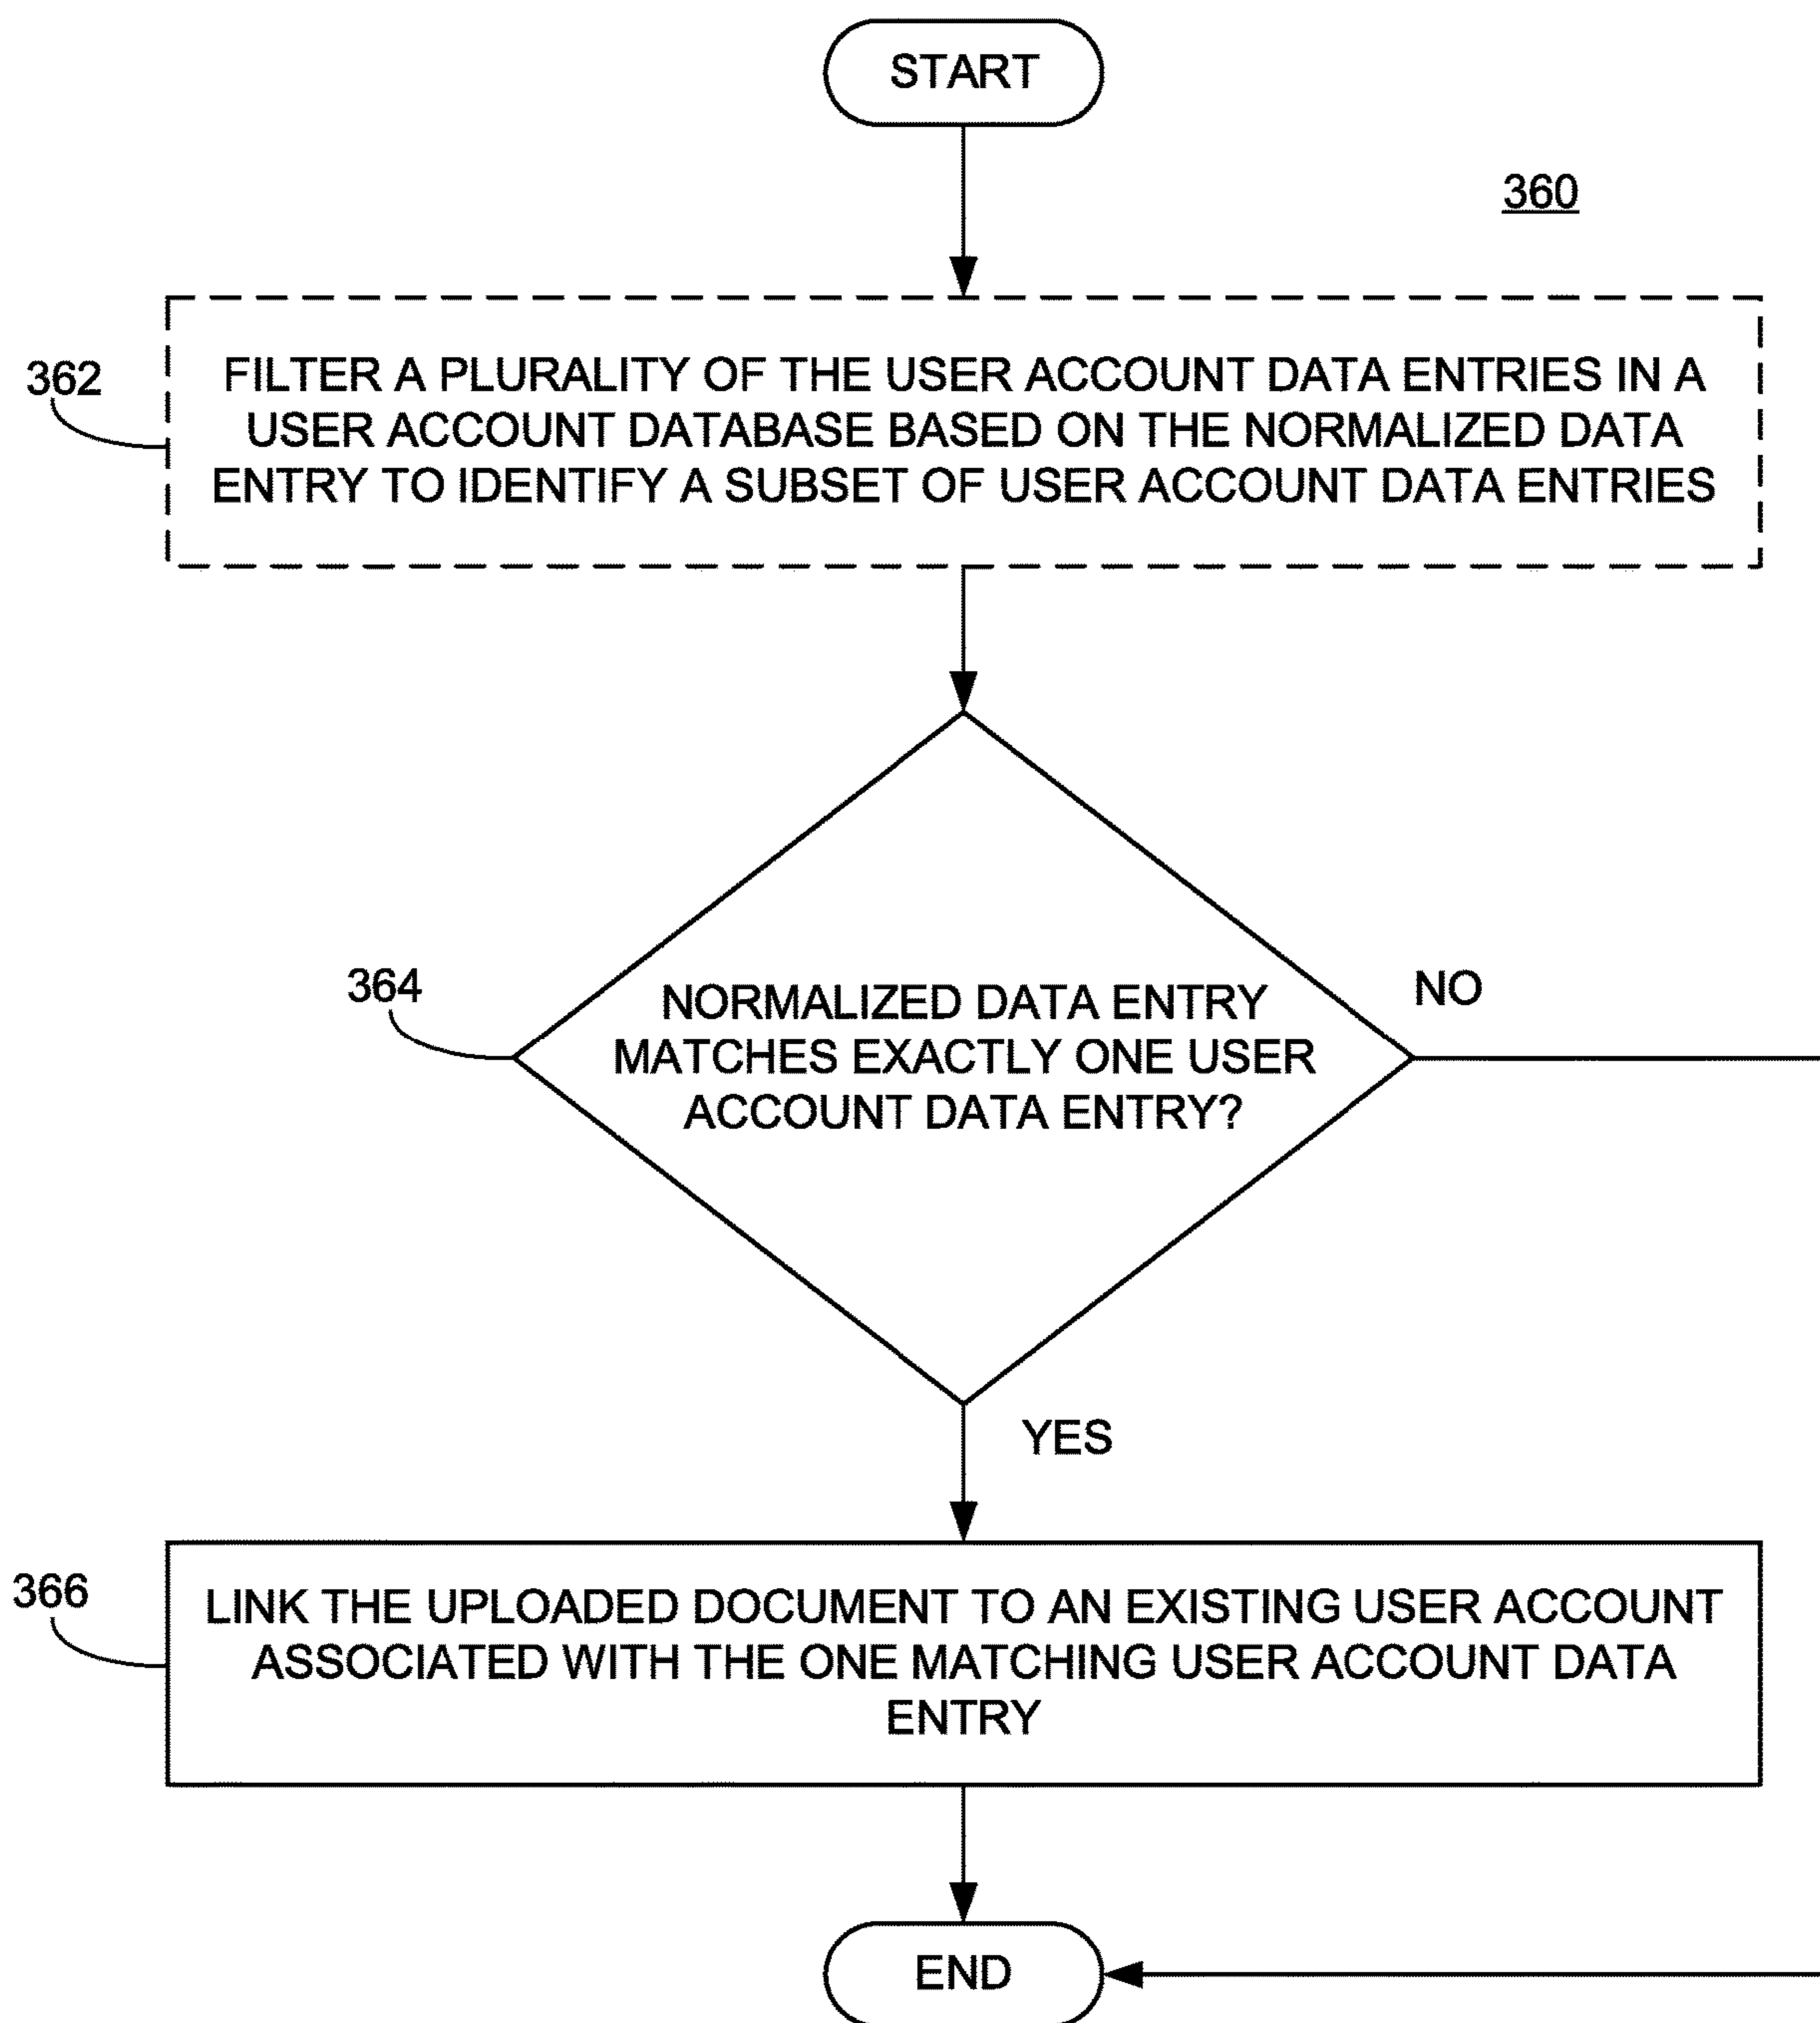 START
360
362
FILTER A PLURALITY OF THE USER ACCOUNT DATA ENTRIES IN A
USER ACCOUNT DATABASE BASED ON THE NORMALIZED DATA
ENTRY TO IDENTIFY A SUBSET OF USER ACCOUNT DATA ENTRIES
364
NORMALIZED DATA ENTRY
MATCHES EXACTLY ONE USER
ACCOUNT DATA ENTRY?
NO
YES
366
LINK THE UPLOADED DOCUMENT TO AN EXISTING USER ACCOUNT
ASSOCIATED WITH THE ONE MATCHING USER ACCOUNT DATA
ENTRY
END